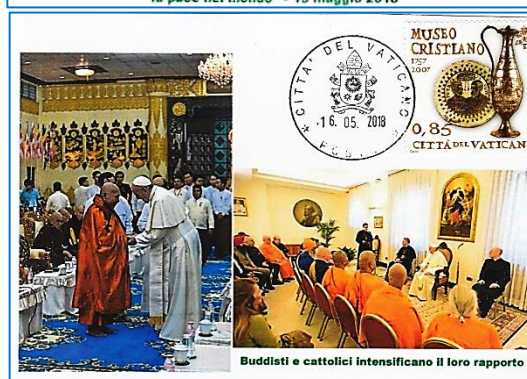 la pace nel mondo - 15 maggio 2018
MUSEO
CRISTIANO
1757
2007
0,85
CITTÀ DEL VATICANO
CITTA' DEL VATICANO
-16. 05. 2018
POSTE
Buddisti e cattolici intensificano il loro rapporto